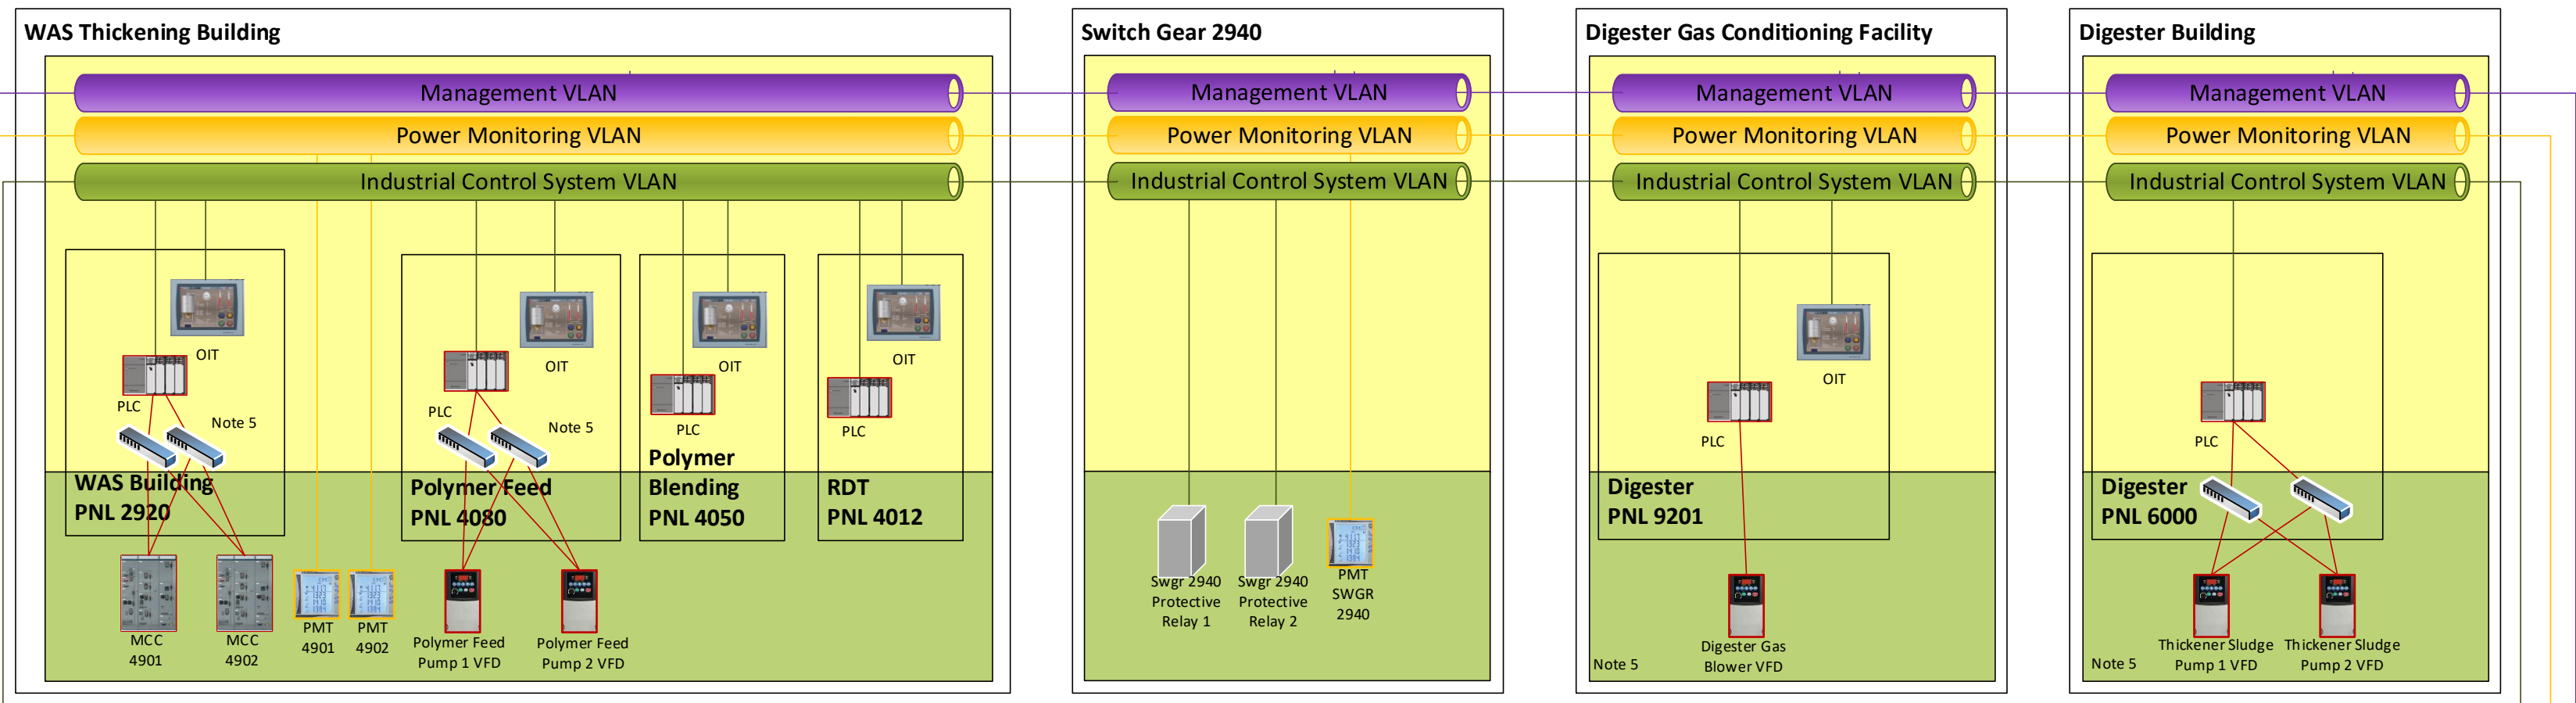 WAS Thickening Building
Management VLAN
Power Monitoring VLAN
Industrial Control System VLAN
OIT
PLC
Note 5
WAS Building
PNL 2920
OIT
PLC
Note 5
Polymer Feed
PNL 4080
OIT
PLC
Polymer
Blending
PNL 4050
OIT
PLC
RDT
PNL 4012
MCC
4901
MCC
4902
PMT
4901
PMT
4902
Polymer Feed
Pump 1 VFD
Polymer Feed
Pump 2 VFD
Switch Gear 2940
Management VLAN
Power Monitoring VLAN
Industrial Control System VLAN
Swgr 2940
Protective
Relay 1
Swgr 2940
Protective
Relay 2
PMT
SWGR
2940
Digester Gas Conditioning Facility
Management VLAN
Power Monitoring VLAN
Industrial Control System VLAN
OIT
PLC
Digester
PNL 9201
Digester Gas
Blower VFD
Note 5
Digester Building
Management VLAN
Power Monitoring VLAN
Industrial Control System VLAN
PLC
Digester
PNL 6000
Thickener Sludge
Pump 1 VFD
Thickener Sludge
Pump 2 VFD
Note 5